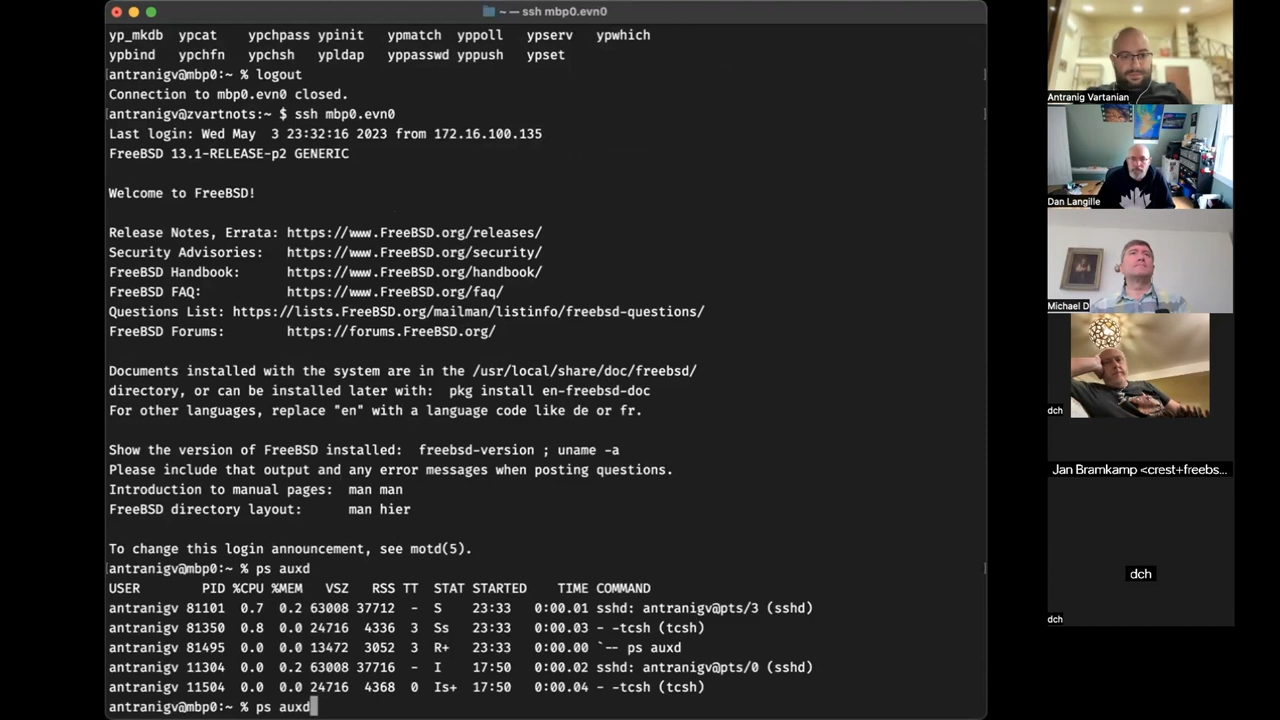 ~ — ssh mbp0.evn0
yp_mkdb ypcat ypchpass ypinit ypmatch yppoll ypserv ypwhich
ypbind ypchfn ypchsh ypldap yppasswd yppush ypset
antranigv@mbp0:~ % logout
Connection to mbp0.evn0 closed.
antranigv@zvartnots:~ $ ssh mbp0.evn0
Last login: Wed May  3 23:32:16 2023 from 172.16.100.135
FreeBSD 13.1-RELEASE-p2 GENERIC
Welcome to FreeBSD!
Release Notes, Errata: https://www.FreeBSD.org/releases/
Security Advisories:   https://www.FreeBSD.org/security/
FreeBSD Handbook:      https://www.FreeBSD.org/handbook/
FreeBSD FAQ:           https://www.FreeBSD.org/faq/
Questions List: https://lists.FreeBSD.org/mailman/listinfo/freebsd-questions/
FreeBSD Forums:        https://forums.FreeBSD.org/
Documents installed with the system are in the /usr/local/share/doc/freebsd/
directory, or can be installed later with:  pkg install en-freebsd-doc
For other languages, replace "en" with a language code like de or fr.
Show the version of FreeBSD installed:  freebsd-version ; uname -a
Please include that output and any error messages when posting questions.
Introduction to manual pages:  man man
FreeBSD directory layout:      man hier
To change this login announcement, see motd(5).
antranigv@mbp0:~ % ps auxd
USER PID %CPU %MEM VSZ RSS TT STAT STARTED TIME COMMAND
antranigv 81101 0.7 0.2 63008 37712 - S 23:33 0:00.01 sshd: antranigv@pts/3 (sshd)
antranigv 81350 0.8 0.0 24716 4336 3 Ss 23:33 0:00.03 - -tcsh (tcsh)
antranigv 81495 0.0 0.0 13472 3052 3 R+ 23:33 0:00.00 `-- ps auxd
antranigv 11304 0.0 0.2 63008 37716 - I 17:50 0:00.02 sshd: antranigv@pts/0 (sshd)
antranigv 11504 0.0 0.0 24716 4368 0 Is+ 17:50 0:00.04 - -tcsh (tcsh)
antranigv@mbp0:~ % ps auxd
Antranig Vartanian
Dan Langille
Michael D
dch
Jan Bramkamp <crest+freebs...
dch
dch